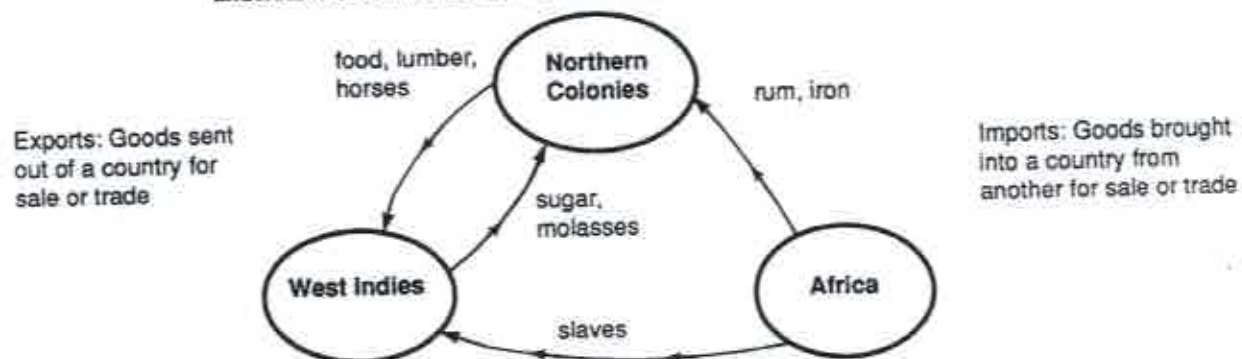 food, lumber,
horses
Northern
Colonies
rum, iron
Exports: Goods sent
out of a country for
sale or trade
Imports: Goods brought
into a country from
another for sale or trade
sugar,
molasses
West Indies
Africa
slaves